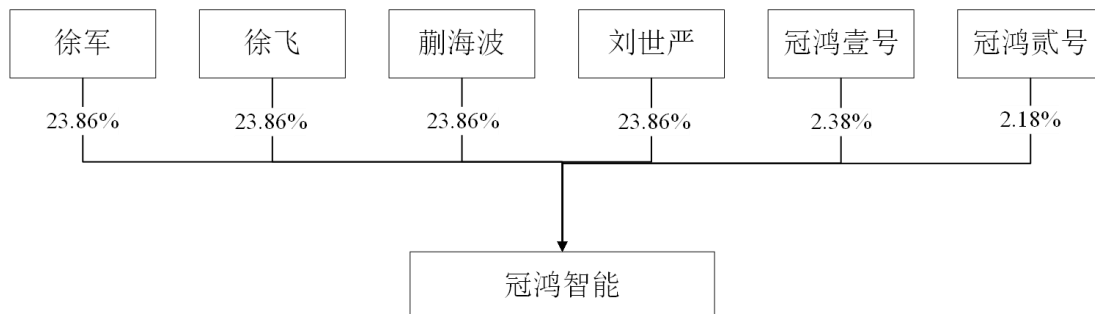 徐军
徐飞
蒯海波
刘世严
冠鸿壹号
冠鸿贰号
23.86%
23.86%
23.86%
23.86%
2.38%
2.18%
冠鸿智能